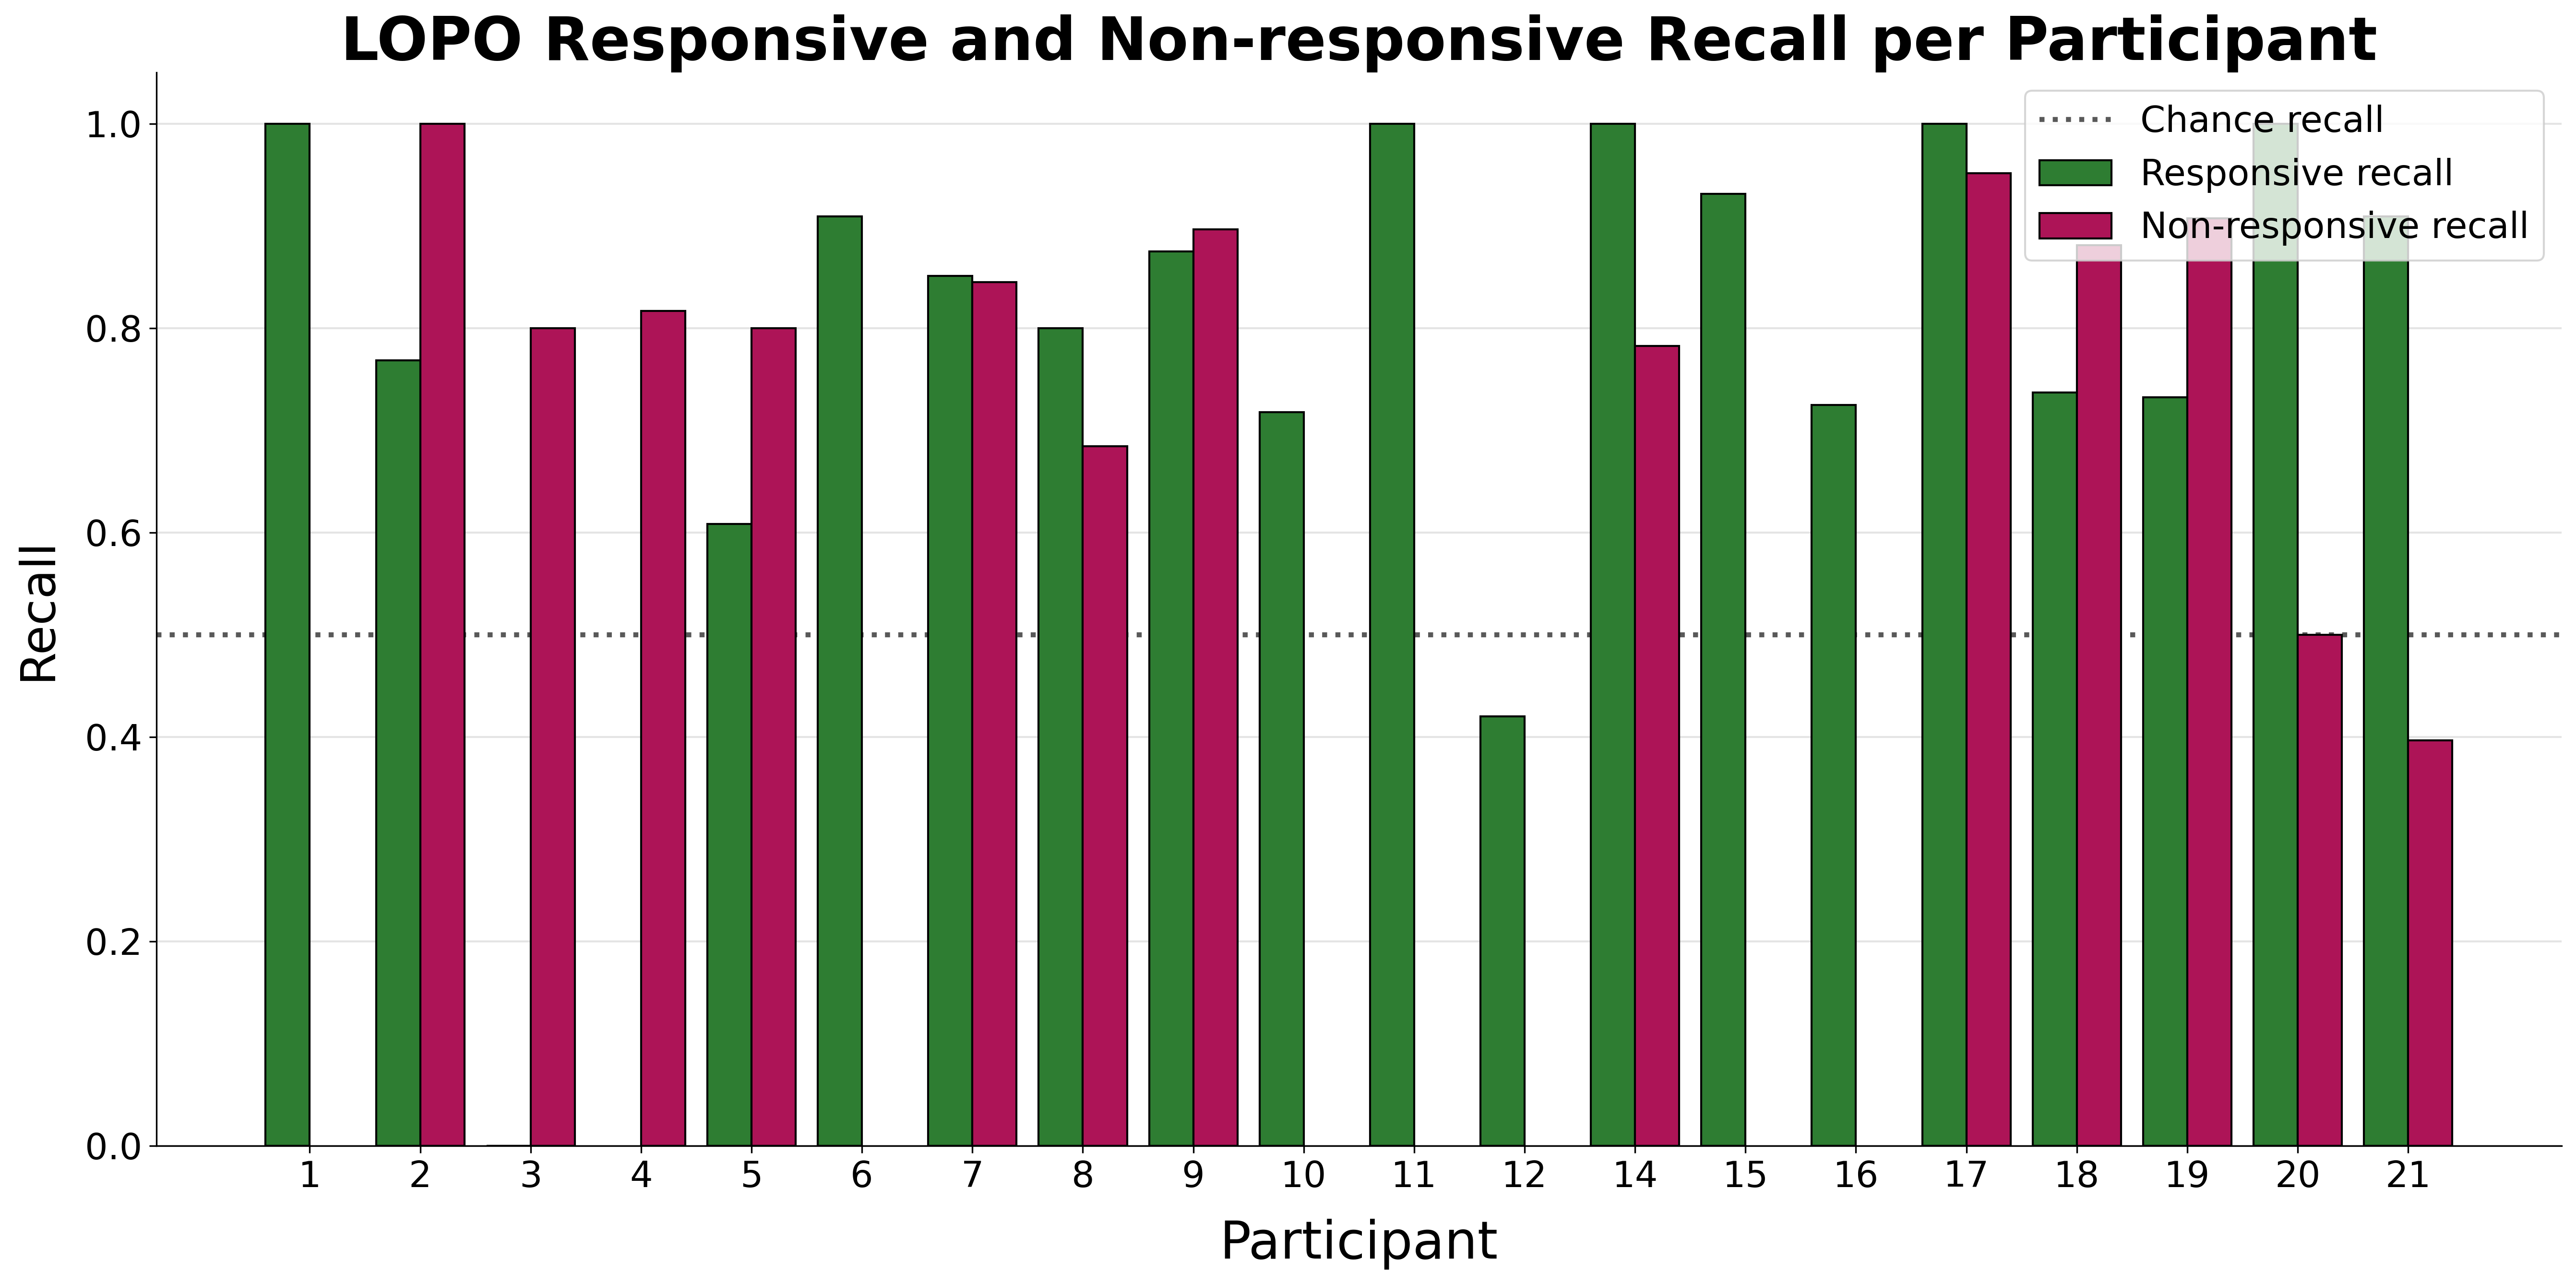 LOPO Responsive and Non-responsive Recall per Participant
Chance recall
Responsive recall
Non-responsive recall
Recall
1.0
0.8
0.6
0.4
0.2
0.0
1 2 3 4 5 6 7 8 9 10 11 12 14 15 16 17 18 19 20 21
Participant